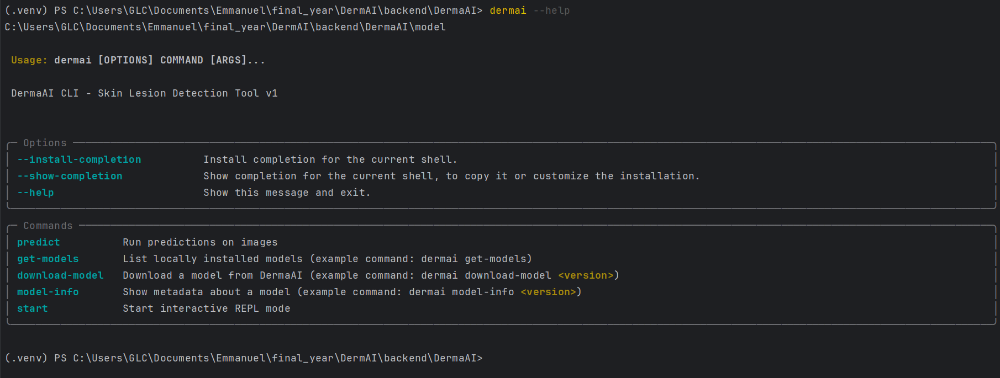 (.venv) PS C:\Users\GLC\Documents\Emmanuel\final_year\DermAI\backend\DermaAI> dermai --help
C:\Users\GLC\Documents\Emmanuel\final_year\DermAI\backend\DermaAI\model
Usage: dermai [OPTIONS] COMMAND [ARGS]...
DermaAI CLI - Skin Lesion Detection Tool v1
Options
--install-completion Install completion for the current shell.
--show-completion Show completion for the current shell, to copy it or customize the installation.
--help Show this message and exit.
Commands
predict Run predictions on images
get-models List locally installed models (example command: dermai get-models)
download-model Download a model from DermaAI (example command: dermai download-model <version>)
model-info Show metadata about a model (example command: dermai model-info <version>)
start Start interactive REPL mode
(.venv) PS C:\Users\GLC\Documents\Emmanuel\final_year\DermAI\backend\DermaAI>